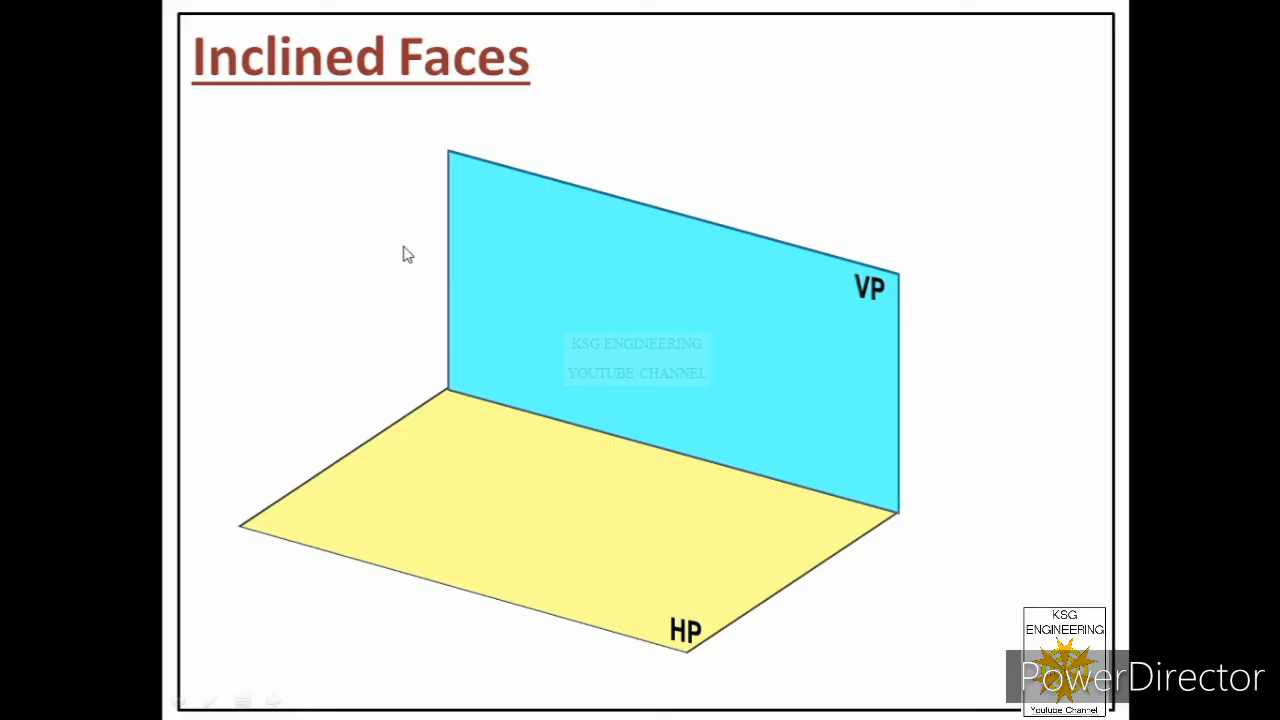 Inclined Faces
VP
KSG ENGINEERING
YOUTUBE CHANNEL
HP
KSG
ENGINEERING
PowerDirector
Youtube Channel